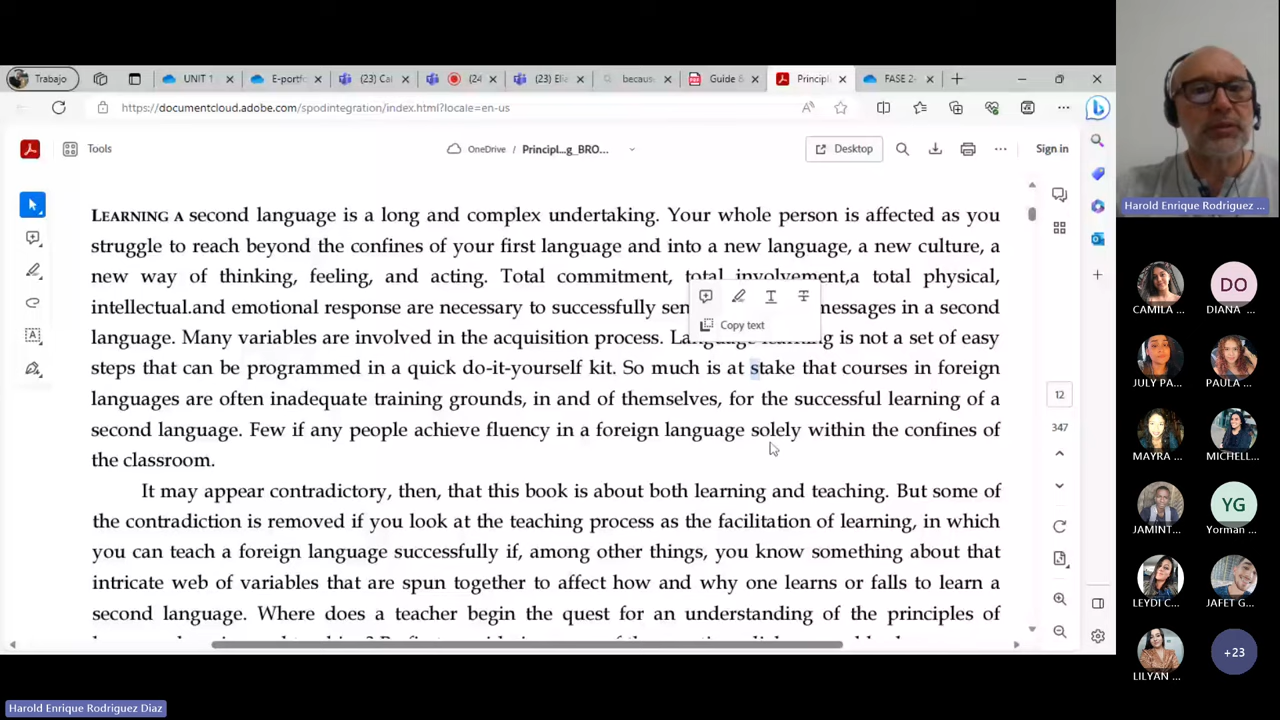 Trabajo
UNIT 1
E-portfc
(23) Cal
(24
(23) Eli
becaus
Guide &
Principl
FASE 2-
https://documentcloud.adobe.com/spodintegration/index.html?locale=en-us
Tools
OneDrive / Principl...g_BRO...
Desktop
Sign in
LEARNING A second language is a long and complex undertaking. Your whole person is affected as you
struggle to reach beyond the confines of your first language and into a new language, a new culture, a
new way of thinking, feeling, and acting. Total commitment, total involvement,a total physical,
intellectual.and emotional response are necessary to successfully sen messages in a second
Copy text
language. Many variables are involved in the acquisition process. Language learning is not a set of easy
steps that can be programmed in a quick do-it-yourself kit. So much is at stake that courses in foreign
languages are often inadequate training grounds, in and of themselves, for the successful learning of a
second language. Few if any people achieve fluency in a foreign language solely within the confines of
the classroom.
It may appear contradictory, then, that this book is about both learning and teaching. But some of
the contradiction is removed if you look at the teaching process as the facilitation of learning, in which
you can teach a foreign language successfully if, among other things, you know something about that
intricate web of variables that are spun together to affect how and why one learns or falls to learn a
second language. Where does a teacher begin the quest for an understanding of the principles of
12
347
Harold Enrique Rodriguez ...
CAMILA ...
DO
DIANA ...
JULY PA...
PAULA ...
MAYRA ...
MICHELL...
JAMINT...
YG
Yorman ...
LEYDI C...
JAFET G...
LILYAN ...
+23
Harold Enrique Rodriguez Diaz